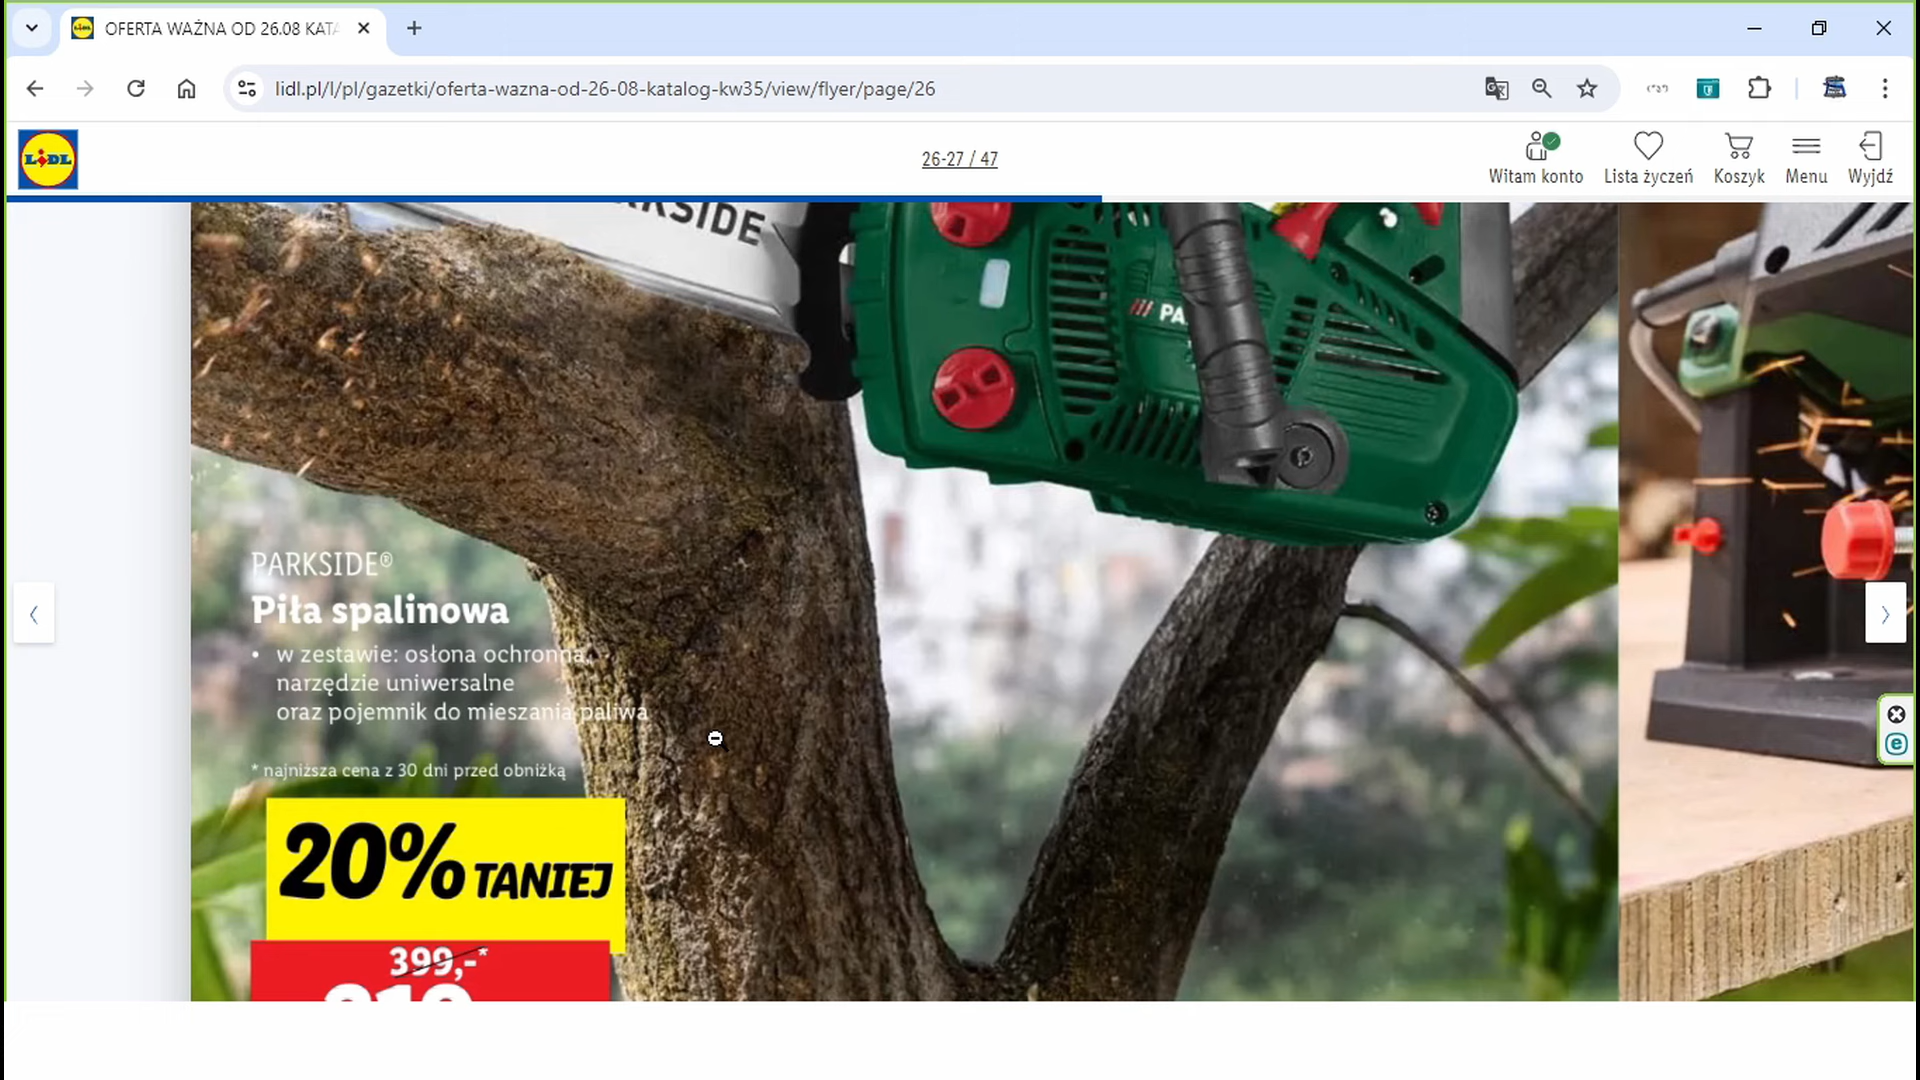 OFERTA WAŻNA OD 26.08 KATA
lidl.pl/l/pl/gazetki/oferta-wazna-od-26-08-katalog-kw35/view/flyer/page/26
LiDL
26-27 / 47
Witam konto
Lista życzeń
Koszyk
Menu
Wyjdź
PARKSIDE®
Piła spalinowa
• w zestawie: osłona ochronna,
narzędzie uniwersalne
oraz pojemnik do mieszania paliwa
* najniższa cena z 30 dni przed obniżką
20% TANIEJ
399,-*